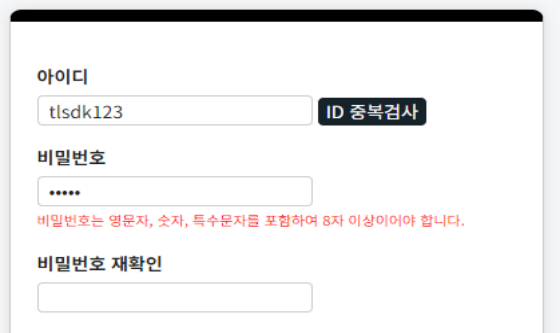 아이디
tlsdk123 ID 중복검사
비밀번호
•••••
비밀번호는 영문자, 숫자, 특수문자를 포함하여 8자 이상이어야 합니다.
비밀번호 재확인